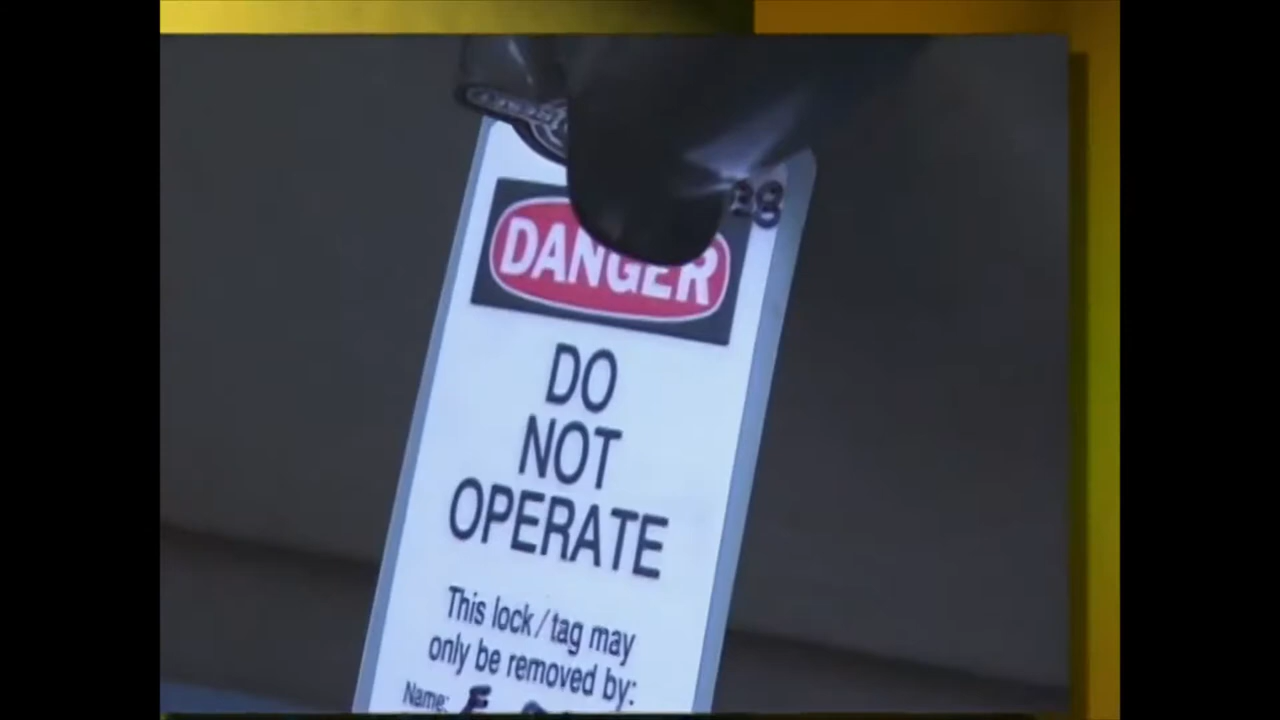 DANGER
DO
NOT
OPERATE
This lock/tag may
only be removed by:
Name: